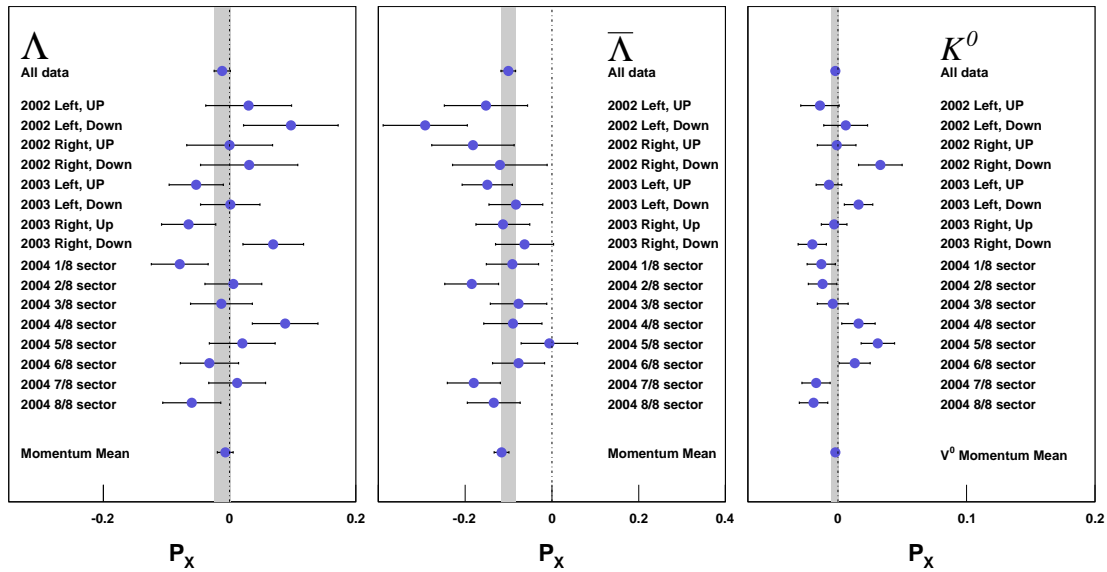 Λ
All data
2002 Left, UP
2002 Left, Down
2002 Right, UP
2002 Right, Down
2003 Left, UP
2003 Left, Down
2003 Right, Up
2003 Right, Down
2004 1/8 sector
2004 2/8 sector
2004 3/8 sector
2004 4/8 sector
2004 5/8 sector
2004 6/8 sector
2004 7/8 sector
2004 8/8 sector
Momentum Mean
-0.2 0 0.2
P_X
Λ̅
All data
2002 Left, UP
2002 Left, Down
2002 Right, UP
2002 Right, Down
2003 Left, UP
2003 Left, Down
2003 Right, Up
2003 Right, Down
2004 1/8 sector
2004 2/8 sector
2004 3/8 sector
2004 4/8 sector
2004 5/8 sector
2004 6/8 sector
2004 7/8 sector
2004 8/8 sector
Momentum Mean
-0.4 -0.2 0 0.2 0.4
P_X
K⁰
All data
2002 Left, UP
2002 Left, Down
2002 Right, UP
2002 Right, Down
2003 Left, UP
2003 Left, Down
2003 Right, Up
2003 Right, Down
2004 1/8 sector
2004 2/8 sector
2004 3/8 sector
2004 4/8 sector
2004 5/8 sector
2004 6/8 sector
2004 7/8 sector
2004 8/8 sector
V⁰ Momentum Mean
0 0.1 0.2
P_X